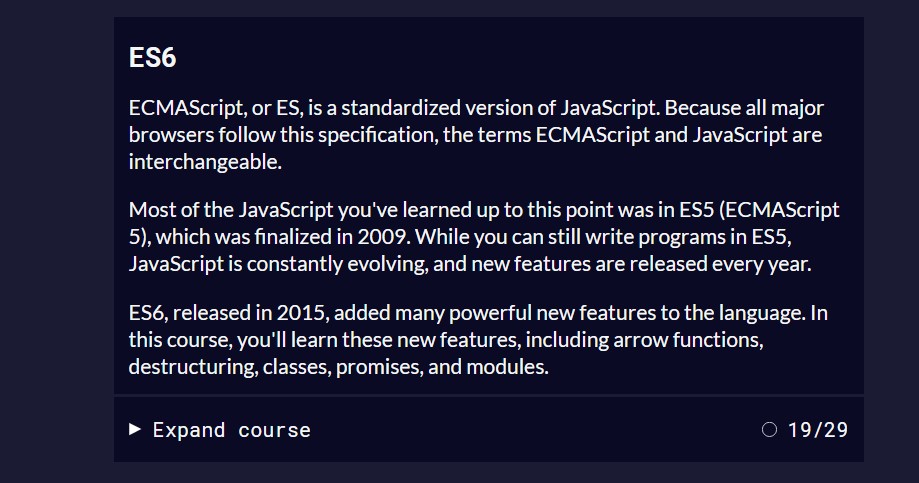 ES6
ECMAScript, or ES, is a standardized version of JavaScript. Because all major
browsers follow this specification, the terms ECMAScript and JavaScript are
interchangeable.
Most of the JavaScript you've learned up to this point was in ES5 (ECMAScript
5), which was finalized in 2009. While you can still write programs in ES5,
JavaScript is constantly evolving, and new features are released every year.
ES6, released in 2015, added many powerful new features to the language. In
this course, you'll learn these new features, including arrow functions,
destructuring, classes, promises, and modules.
Expand course 19/29